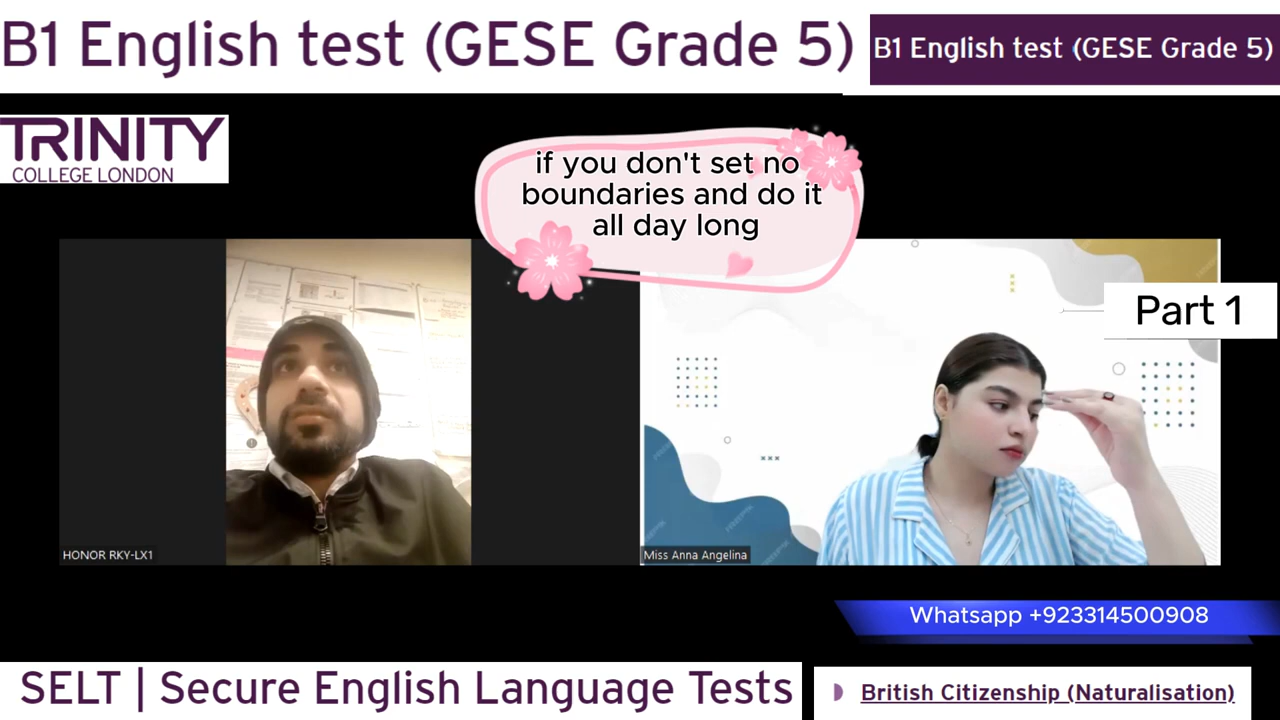 B1 English test (GESE Grade 5)
B1 English test (GESE Grade 5)
TRINITY
COLLEGE LONDON
if you don't set no
boundaries and do it
all day long
Part 1
HONOR RKY-LX1
Miss Anna Angelina
Whatsapp +923314500908
SELT | Secure English Language Tests
British Citizenship (Naturalisation)